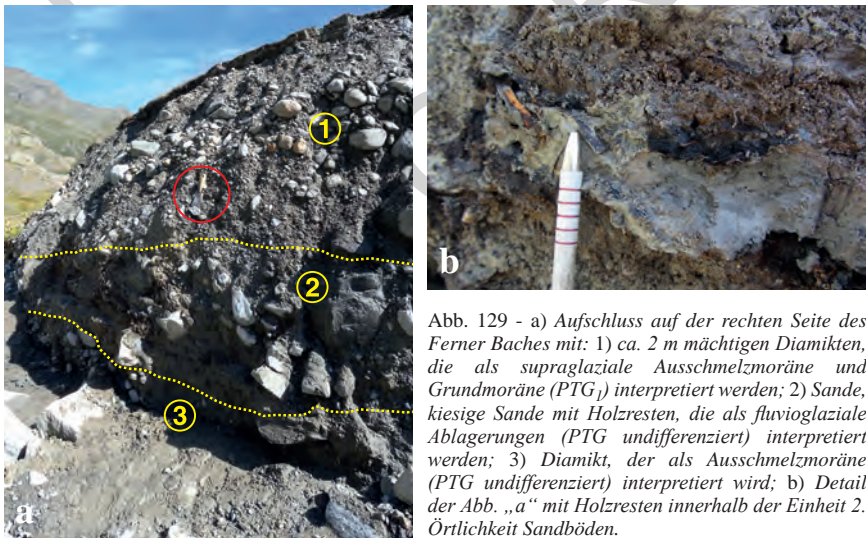 1
2
3
a
b
Abb. 129 - a) Aufschluss auf der rechten Seite des
Ferner Baches mit: 1) ca. 2 m mächtigen Diamikten,
die als supraglaziale Ausschmelzmoräne und
Grundmoräne (PTG1) interpretiert werden; 2) Sande,
kiesige Sande mit Holzresten, die als fluvioglaziale
Ablagerungen (PTG undifferenziert) interpretiert
werden; 3) Diamikt, der als Ausschmelzmoräne
(PTG undifferenziert) interpretiert wird; b) Detail
der Abb. „a“ mit Holzresten innerhalb der Einheit 2.
Örtlichkeit Sandböden.